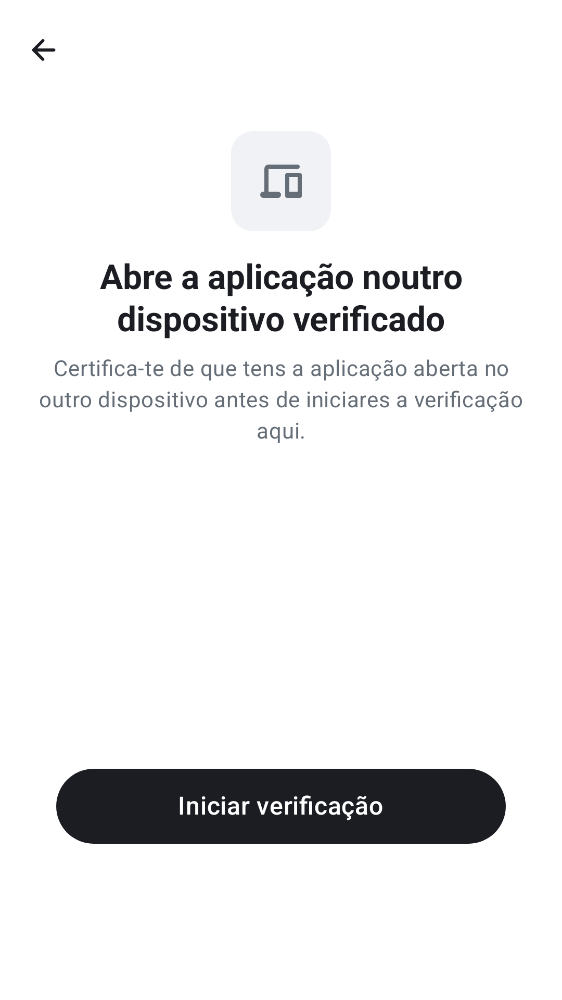 Abre a aplicação noutro
dispositivo verificado
Certifica-te de que tens a aplicação aberta no
outro dispositivo antes de iniciares a verificação
aqui.
Iniciar verificação